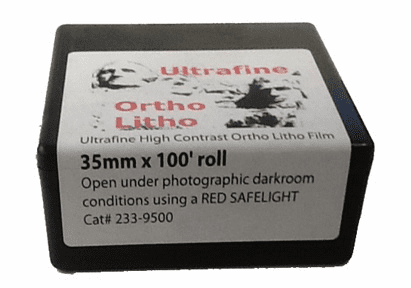 Ultrafine
Ortho
Litho
Ultrafine High Contrast Ortho Litho Film
35mm x 100' roll
Open under photographic darkroom
conditions using a RED SAFELIGHT
Cat# 233-9500